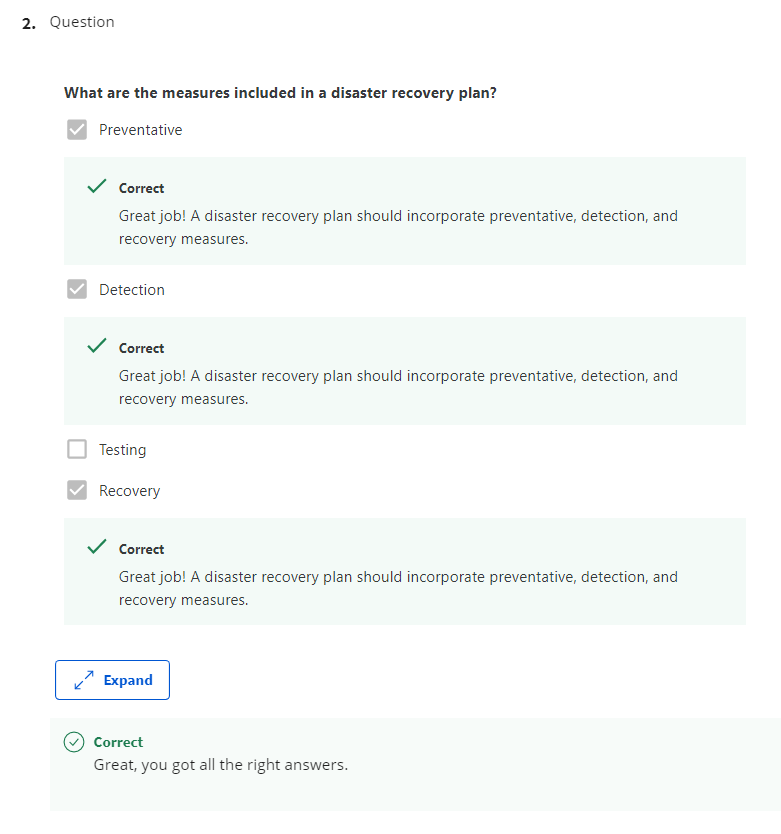 2. Question
What are the measures included in a disaster recovery plan?
Preventative
Correct
Great job! A disaster recovery plan should incorporate preventative, detection, and
recovery measures.
Detection
Correct
Great job! A disaster recovery plan should incorporate preventative, detection, and
recovery measures.
Testing
Recovery
Correct
Great job! A disaster recovery plan should incorporate preventative, detection, and
recovery measures.
Expand
Correct
Great, you got all the right answers.